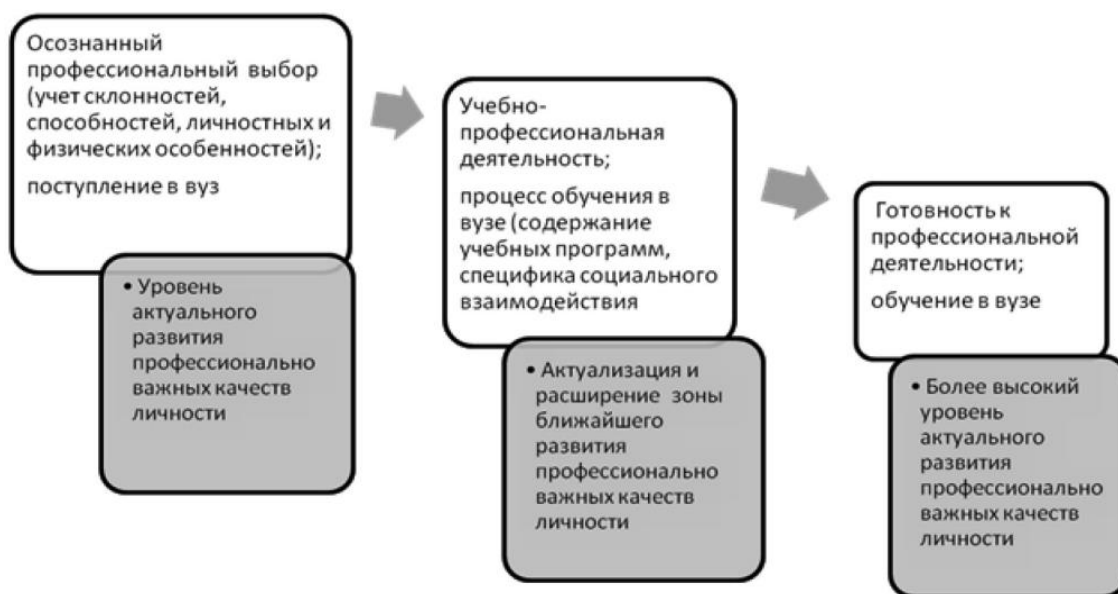 Осознанный
профессиональный выбор
(учет склонностей,
способностей, личностных и
физических особенностей);
поступление в вуз
• Уровень
актуального
развития
профессионально
важных качеств
личности
Учебно-
профессиональная
деятельность;
процесс обучения в
вузе (содержание
учебных программ,
специфика социального
взаимодействия
• Актуализация и
расширение зоны
ближайшего
развития
профессионально
важных качеств
личности
Готовность к
профессиональной
деятельности;
обучение в вузе
• Более высокий
уровень
актуального
развития
профессионально
важных качеств
личности